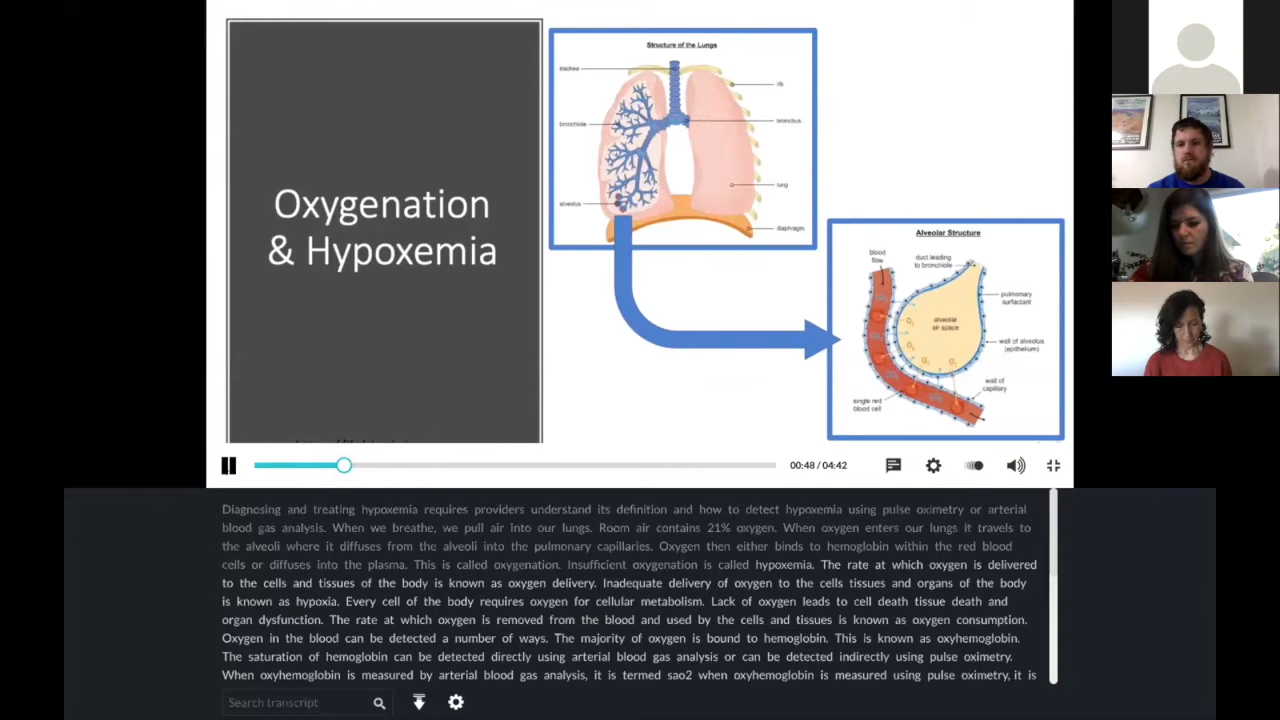 Oxygenation
& Hypoxemia
Structure of the Lungs
trachea
rib
bronchiole
bronchus
lung
alveolus
diaphragm
Alveolar Structure
blood
flow
duct leading
to bronchiole
pulmonary
surfactant
alveolar
air space
wall of alveolus
(epithelium)
wall of
capillary
single red
blood cell
00:48 / 04:42
Diagnosing and treating hypoxemia requires providers understand its definition and how to detect hypoxemia using pulse oximetry or arterial
blood gas analysis. When we breathe, we pull air into our lungs. Room air contains 21% oxygen. When oxygen enters our lungs it travels to
the alveoli where it diffuses from the alveoli into the pulmonary capillaries. Oxygen then either binds to hemoglobin within the red blood
cells or diffuses into the plasma. This is called oxygenation. Insufficient oxygenation is called hypoxemia. The rate at which oxygen is delivered
to the cells and tissues of the body is known as oxygen delivery. Inadequate delivery of oxygen to the cells tissues and organs of the body
is known as hypoxia. Every cell of the body requires oxygen for cellular metabolism. Lack of oxygen leads to cell death tissue death and
organ dysfunction. The rate at which oxygen is removed from the blood and used by the cells and tissues is known as oxygen consumption.
Oxygen in the blood can be detected a number of ways. The majority of oxygen is bound to hemoglobin. This is known as oxyhemoglobin.
The saturation of hemoglobin can be detected directly using arterial blood gas analysis or can be detected indirectly using pulse oximetry.
When oxyhemoglobin is measured by arterial blood gas analysis, it is termed sao2 when oxyhemoglobin is measured using pulse oximetry, it is
Search transcript